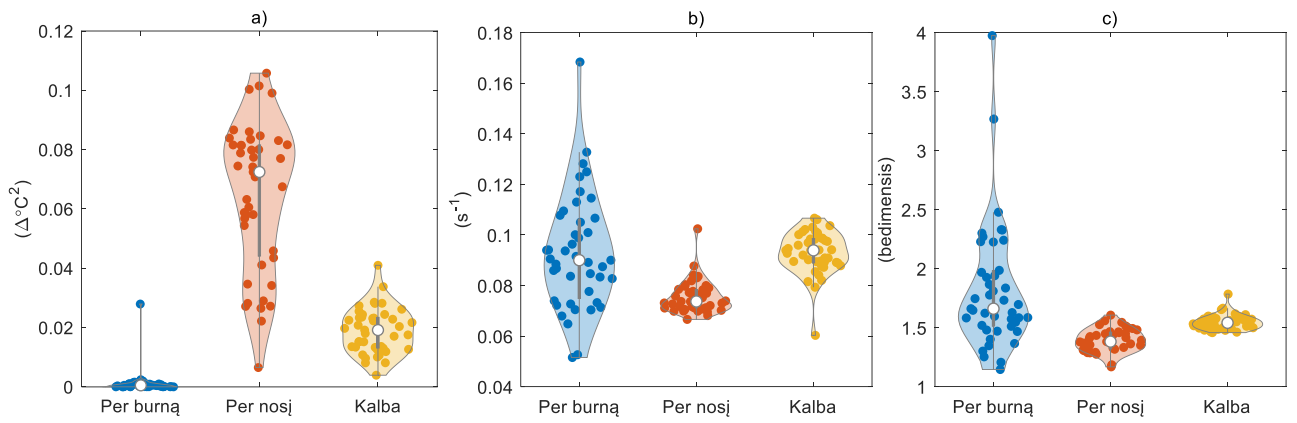 a)
0.12
0.1
0.08
0.06
0.04
0.02
0
(Δ°C²)
Per burną
Per nosį
Kalba
b)
0.18
0.16
0.14
0.12
0.1
0.08
0.06
0.04
(s⁻¹)
Per burną
Per nosį
Kalba
c)
4
3.5
3
2.5
2
1.5
1
(bedimensis)
Per burną
Per nosį
Kalba